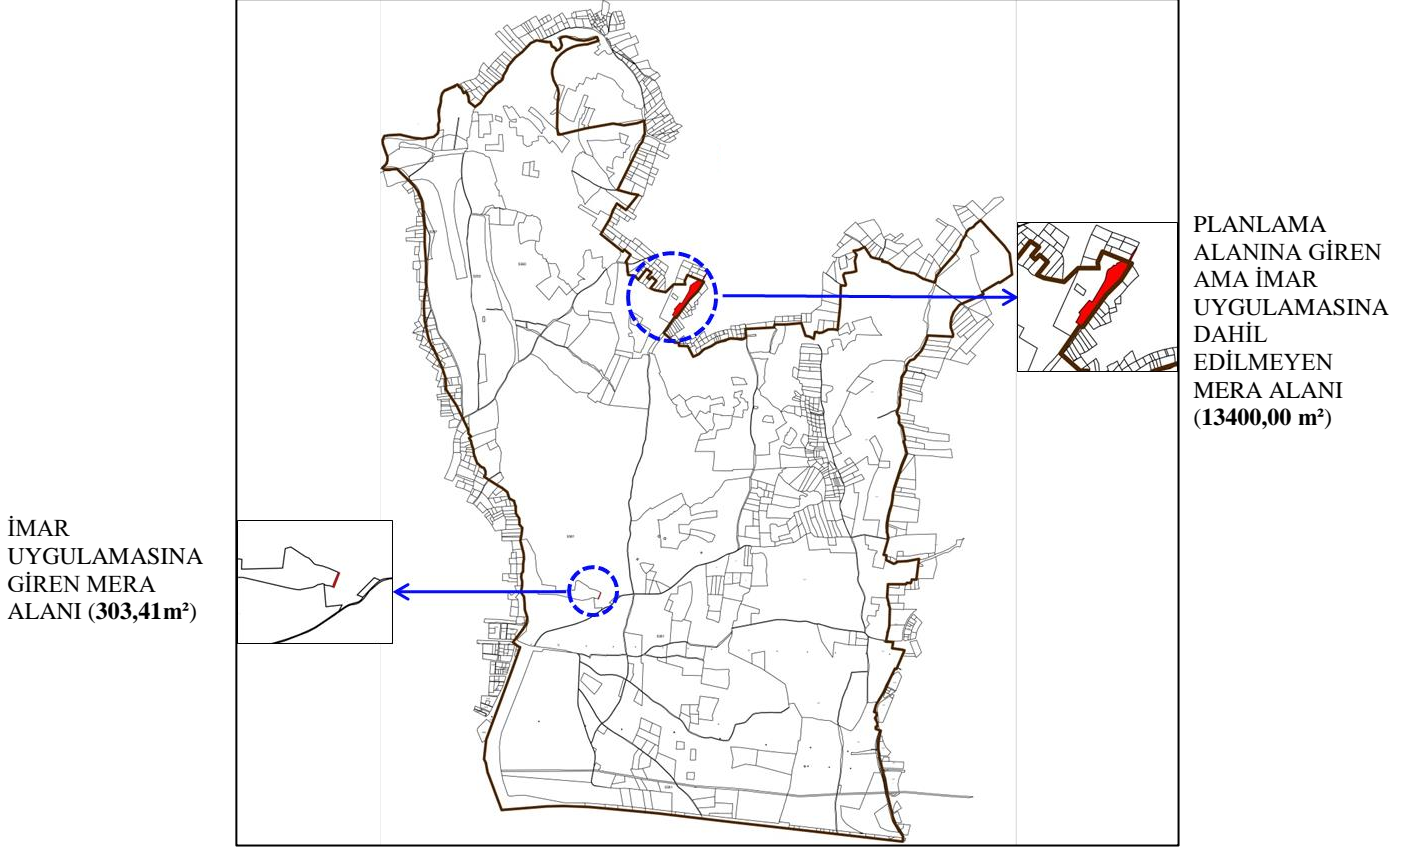 PLANLAMA
ALANINA GİREN
AMA İMAR
UYGULAMASINA
DAHİL
EDİLMEYEN
MERA ALANI
(13400,00 m²)
İMAR
UYGULAMASINA
GİREN MERA
ALANI (303,41m²)